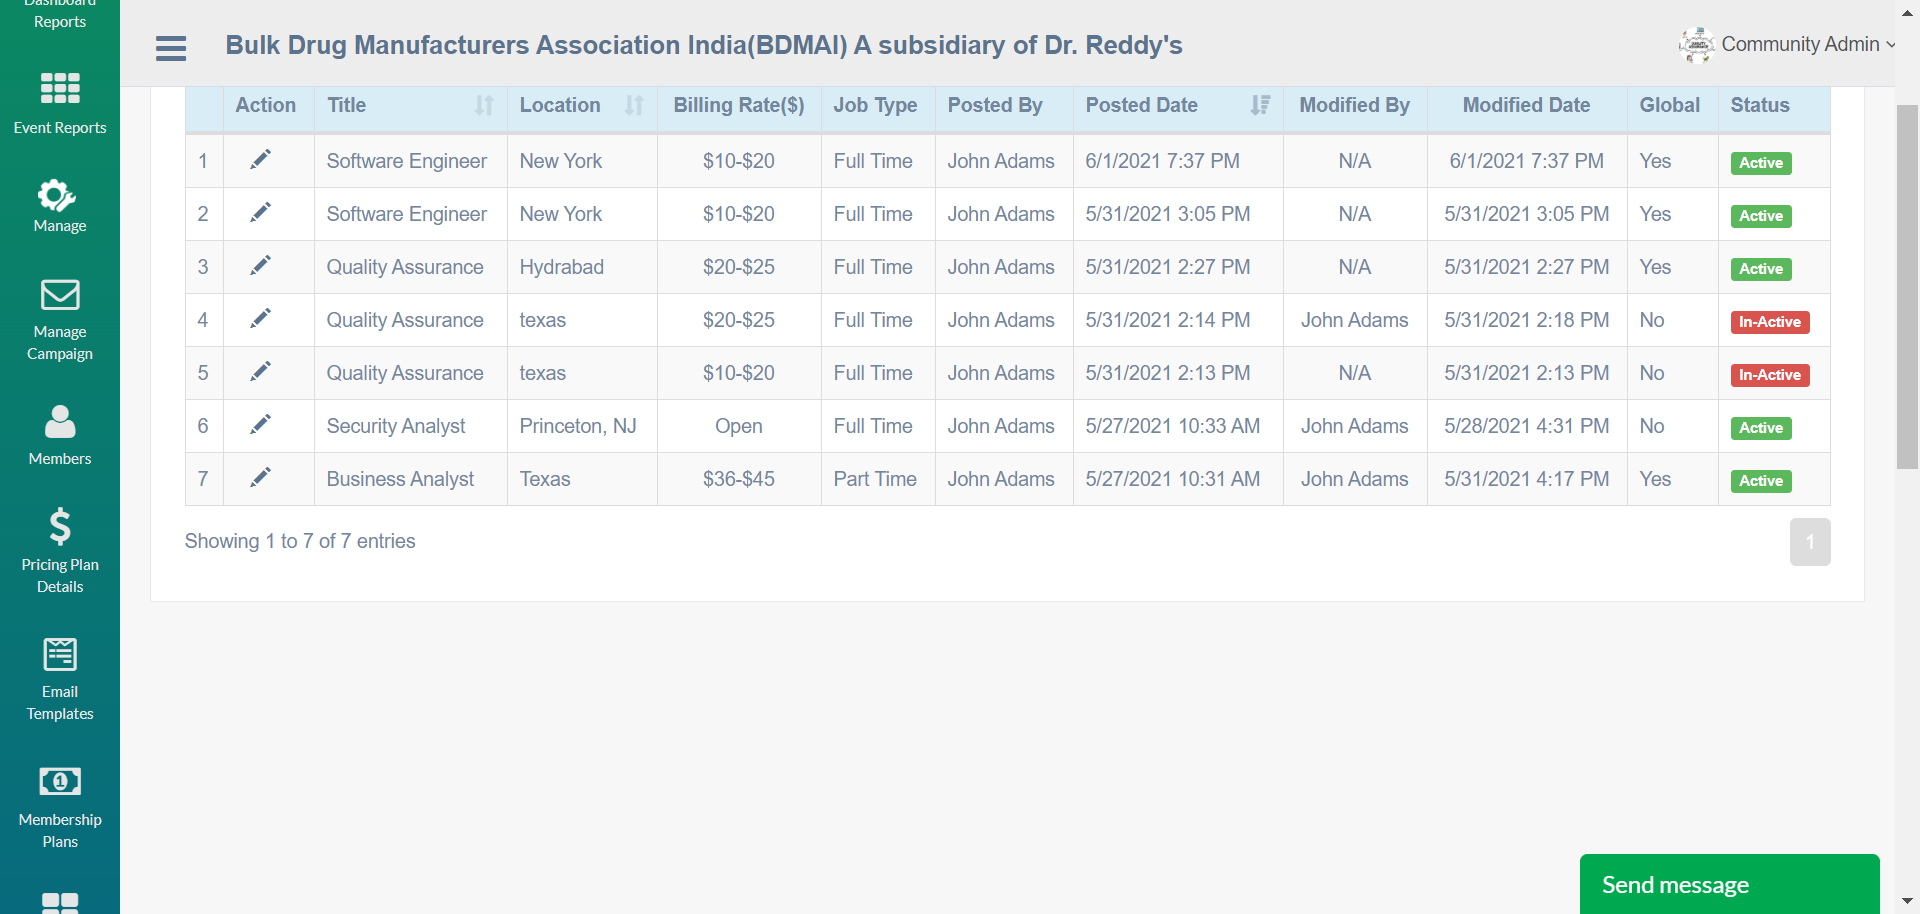 Dashboard
Reports
Event Reports
Manage
Manage
Campaign
Members
Pricing Plan
Details
Email
Templates
Membership
Plans
Bulk Drug Manufacturers Association India(BDMAI) A subsidiary of Dr. Reddy's
Community Admin
Action Title Location Billing Rate($) Job Type Posted By Posted Date Modified By Modified Date Global Status
1 Software Engineer New York $10-$20 Full Time John Adams 6/1/2021 7:37 PM N/A 6/1/2021 7:37 PM Yes Active
2 Software Engineer New York $10-$20 Full Time John Adams 5/31/2021 3:05 PM N/A 5/31/2021 3:05 PM Yes Active
3 Quality Assurance Hydrabad $20-$25 Full Time John Adams 5/31/2021 2:27 PM N/A 5/31/2021 2:27 PM Yes Active
4 Quality Assurance texas $20-$25 Full Time John Adams 5/31/2021 2:14 PM John Adams 5/31/2021 2:18 PM No In-Active
5 Quality Assurance texas $10-$20 Full Time John Adams 5/31/2021 2:13 PM N/A 5/31/2021 2:13 PM No In-Active
6 Security Analyst Princeton, NJ Open Full Time John Adams 5/27/2021 10:33 AM John Adams 5/28/2021 4:31 PM No Active
7 Business Analyst Texas $36-$45 Part Time John Adams 5/27/2021 10:31 AM John Adams 5/31/2021 4:17 PM Yes Active
Showing 1 to 7 of 7 entries
1
Send message